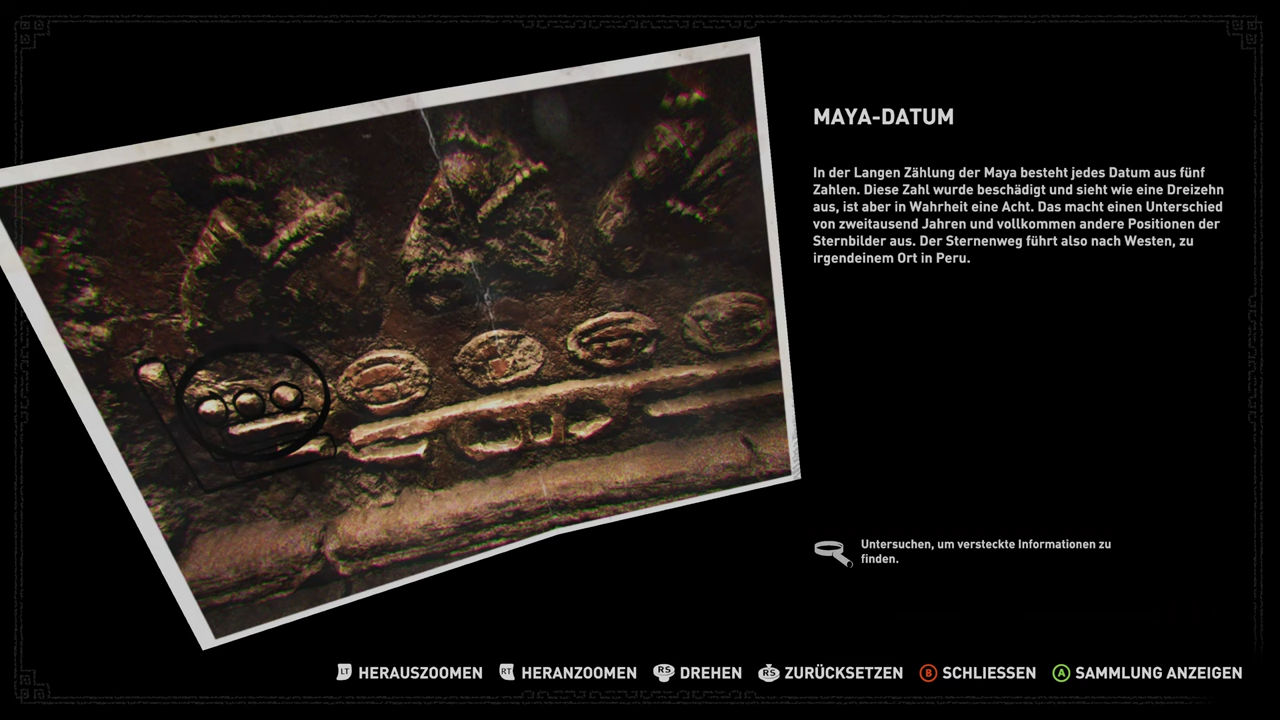 MAYA-DATUM
In der Langen Zählung der Maya besteht jedes Datum aus fünf
Zahlen. Diese Zahl wurde beschädigt und sieht wie eine Dreizehn
aus, ist aber in Wahrheit eine Acht. Das macht einen Unterschied
von zweitausend Jahren und vollkommen andere Positionen der
Sternbilder aus. Der Sternenweg führt also nach Westen, zu
irgendeinem Ort in Peru.
Untersuchen, um versteckte Informationen zu
finden.
LT HERAUSZOOMEN RT HERANZOOMEN RS DREHEN RS ZURÜCKSETZEN B SCHLIESSEN A SAMMLUNG ANZEIGEN